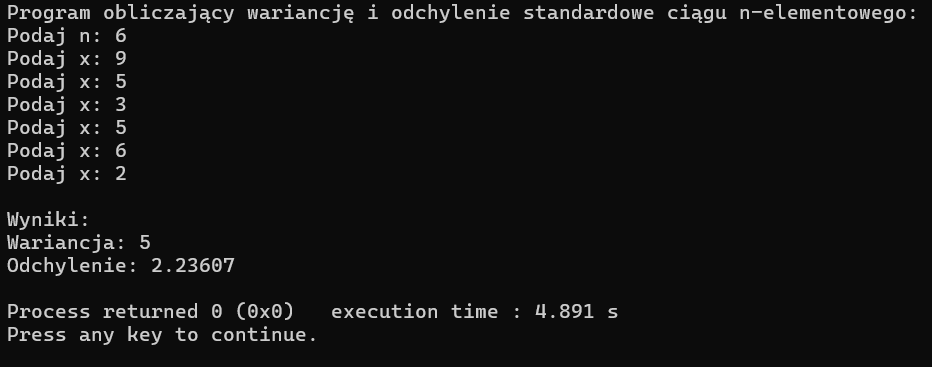 Program obliczający wariancję i odchylenie standardowe ciągu n-elementowego:
Podaj n: 6
Podaj x: 9
Podaj x: 5
Podaj x: 3
Podaj x: 5
Podaj x: 6
Podaj x: 2
Wyniki:
Wariancja: 5
Odchylenie: 2.23607
Process returned 0 (0x0)   execution time : 4.891 s
Press any key to continue.